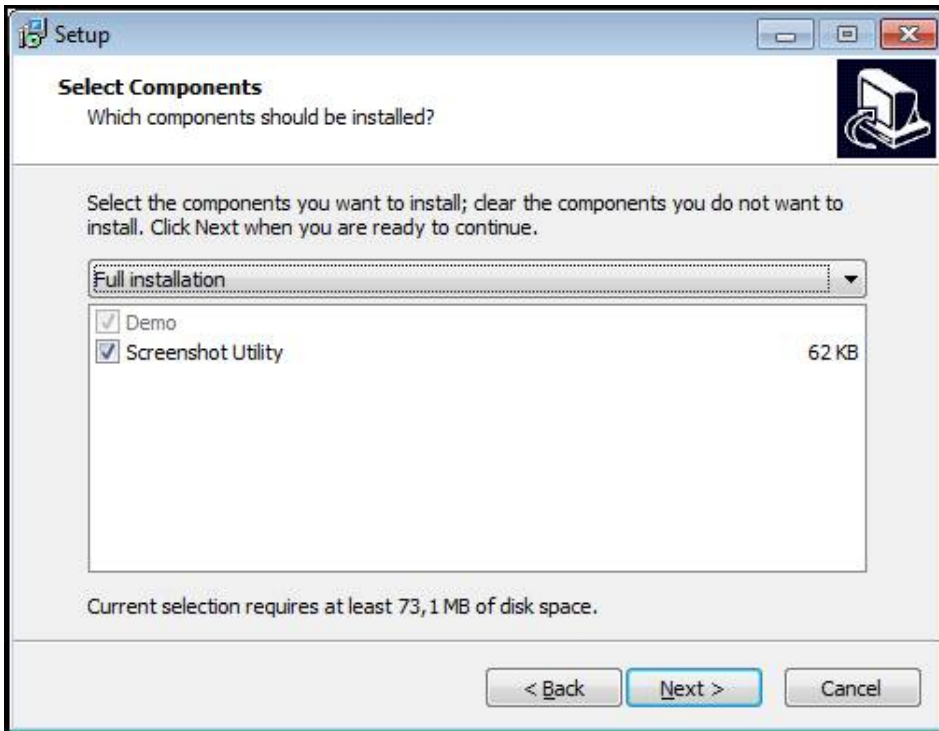 Setup
Select Components
Which components should be installed?
Select the components you want to install; clear the components you do not want to
install. Click Next when you are ready to continue.
Full installation
Demo
Screenshot Utility 62 KB
Current selection requires at least 73,1 MB of disk space.
< Back Next > Cancel